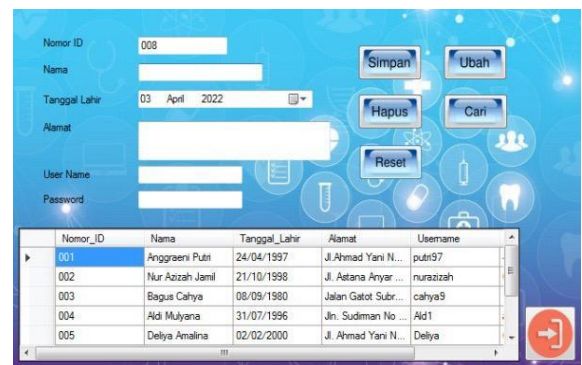 Nomor ID 008
Nama
Tanggal Lahir 03 April 2022
Alamat
User Name
Password
Simpan Ubah
Hapus Cari
Reset
Nomor_ID Nama Tanggal_Lahir Alamat Username
001 Anggraeni Putri 24/04/1997 Jl.Ahmad Yani N... putri97
002 Nur Azizah Jamil 21/10/1998 Jl. Astana Anyar ... nurazizah
003 Bagus Cahya 08/09/1980 Jalan Gatot Subr... cahya9
004 Aldi Mulyana 31/07/1996 Jln. Sudirman No ... Ald1
005 Deliya Amalina 02/02/2000 Jl. Ahmad Yani N... Deliya